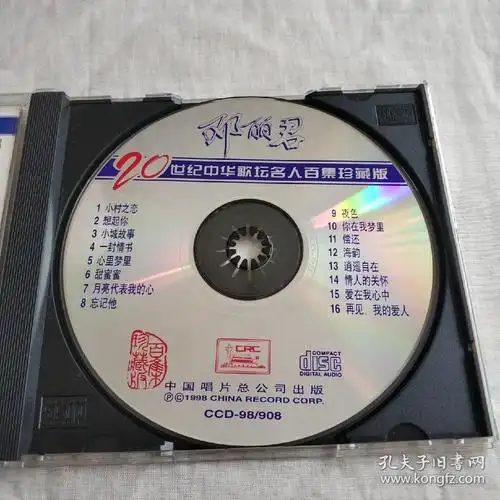 邓丽君
20世纪中华歌坛名人百集珍藏版
1 小村之恋
2 想起你
3 小城故事
4 一封情书
5 心里梦里
6 甜蜜蜜
7 月亮代表我的心
8 忘记他
9 夜色
10 你在我梦里
11 偿还
12 海韵
13 逍遥自在
14 情人的关怀
15 爱在我心中
16 再见，我的爱人
百集
珍藏
CRC
COMPACT
disc
DIGITAL AUDIO
中国唱片总公司出版
Ⓟ©1998 CHINA RECORD CORP.
CCD-98/908
孔夫子旧书网
www.kongfz.com